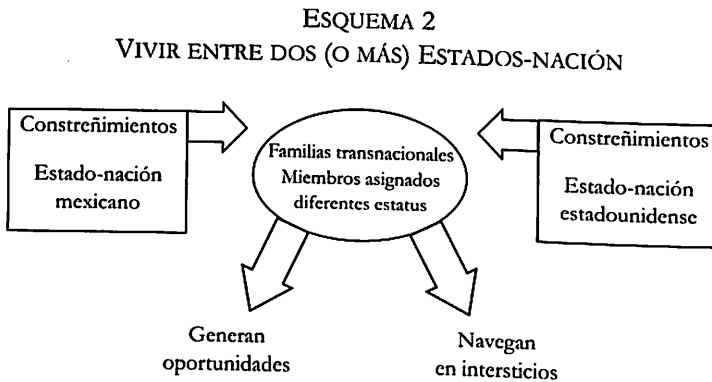 ESQUEMA 2
VIVIR ENTRE DOS (O MÁS) ESTADOS-NACIÓN
Constreñimientos
Estado-nación
mexicano
Familias transnacionales
Miembros asignados
diferentes estatus
Constreñimientos
Estado-nación
estadounidense
Generan
oportunidades
Navegan
en intersticios